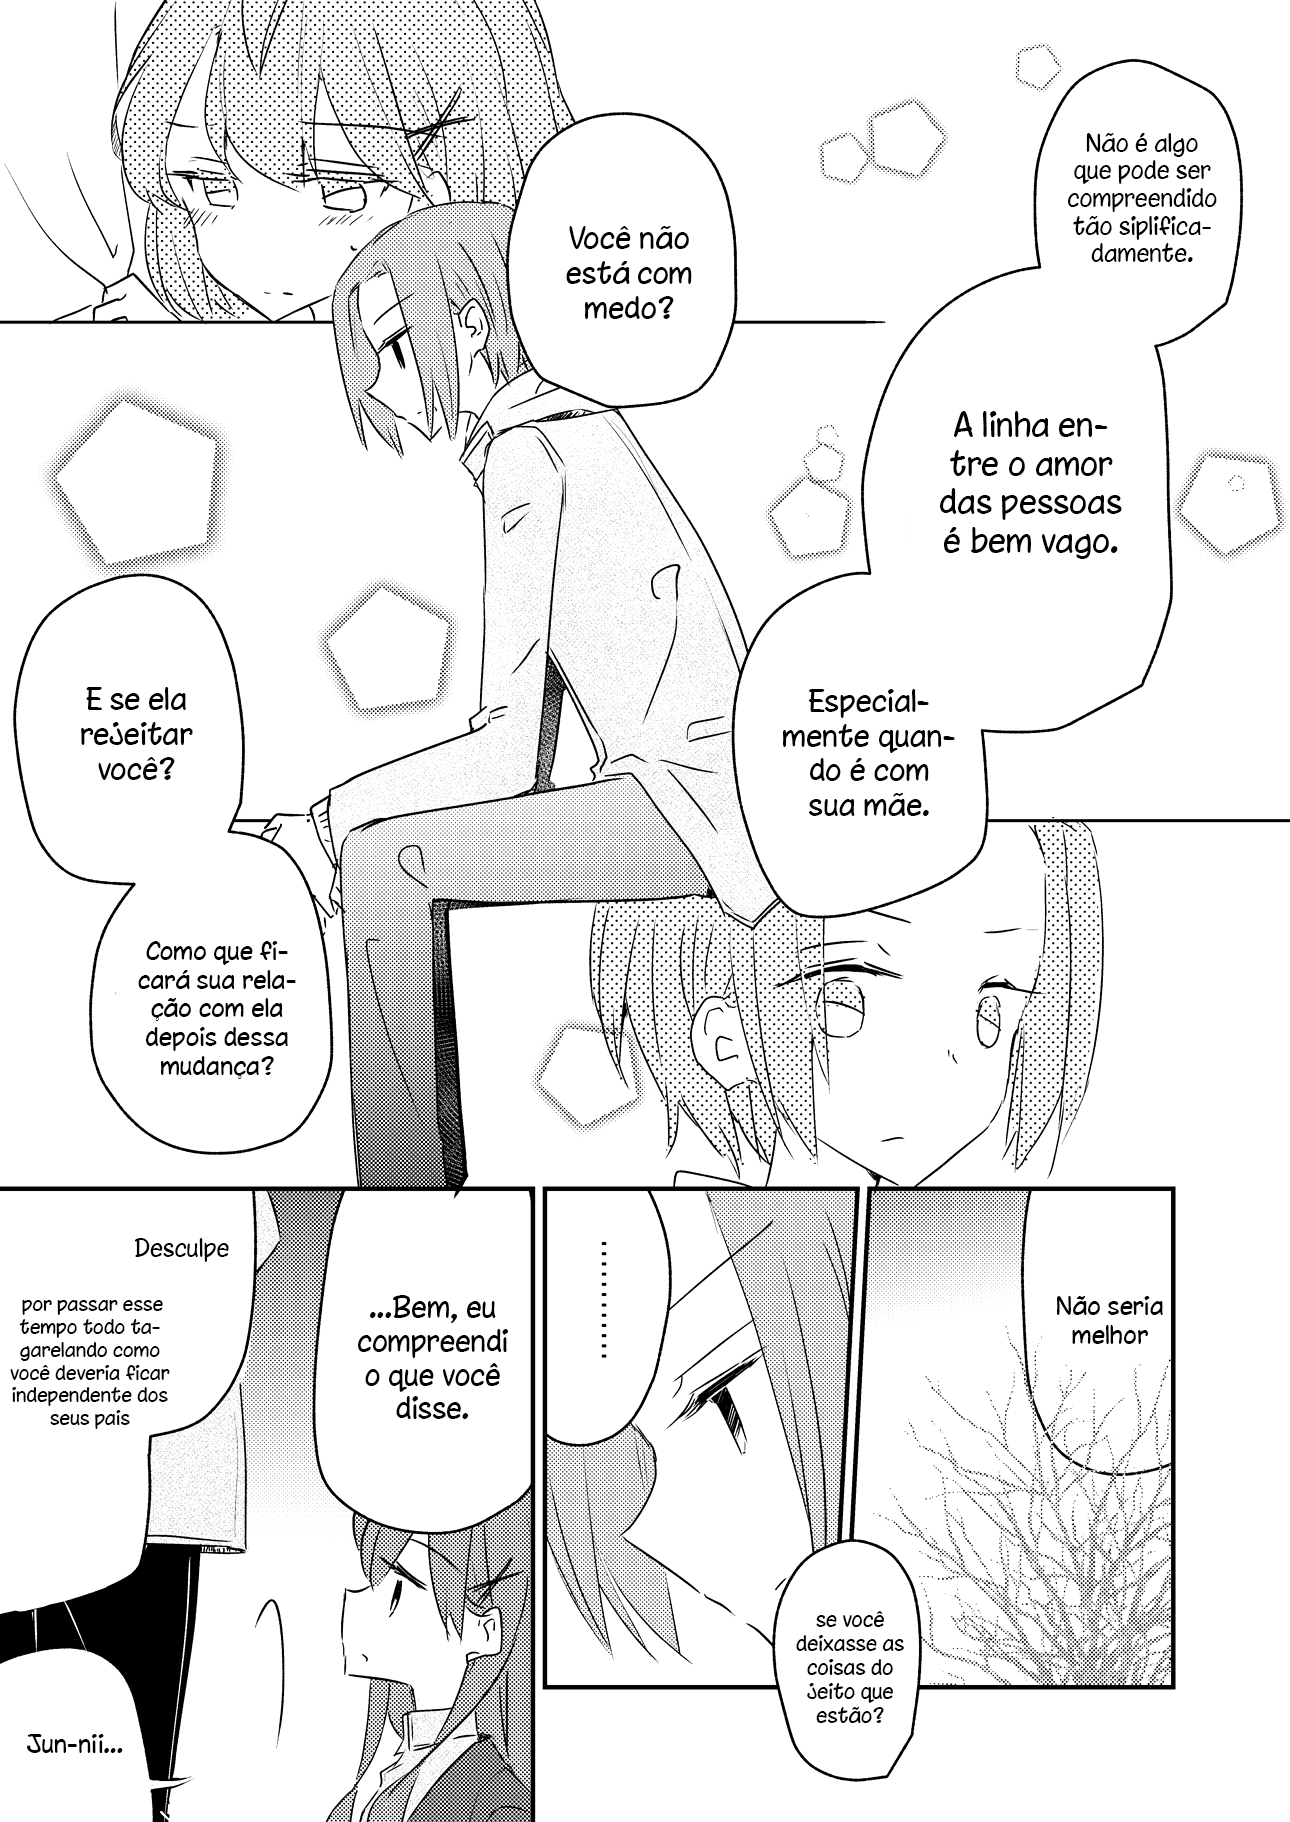 Não é algo
que pode ser
compreendido
tão siplifica-
damente.
A linha en-
tre o amor
das pessoas
é bem vago.
Especial-
mente quan-
do é com
sua mãe.
Você não
está com
medo?
E se ela
rejeitar
você?
Como que fi-
cará sua rela-
ção com ela
depois dessa
mudança?
Não seria
melhor
se você
deixasse as
coisas do
jeito que
estão?
..........
...Bem, eu
compreendi
o que você
disse.
Desculpe
por passar esse
tempo todo ta-
garelando como
você deveria ficar
independente dos
seus pais
Jun-nii...